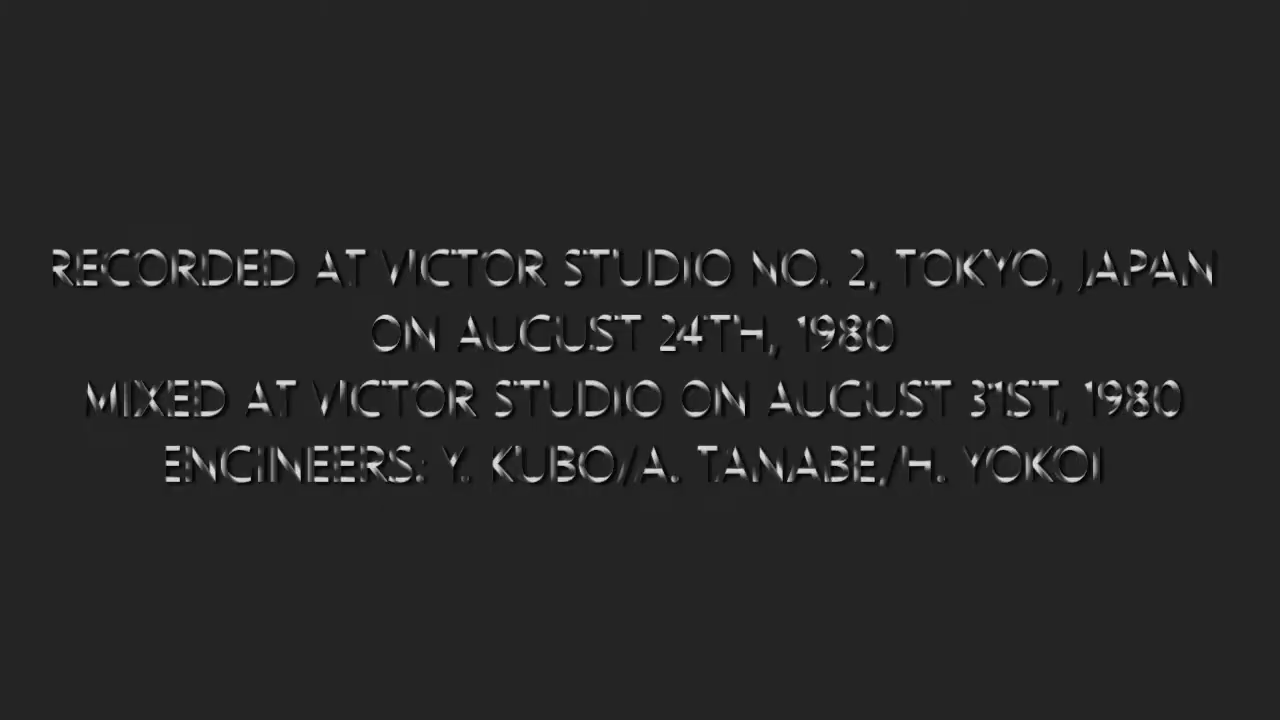 RECORDED AT VICTOR STUDIO NO. 2, TOKYO, JAPAN
ON AUGUST 24TH, 1980
MIXED AT VICTOR STUDIO ON AUGUST 31ST, 1980
ENGINEERS: Y. KUBO/A. TANABE/H. YOKOI